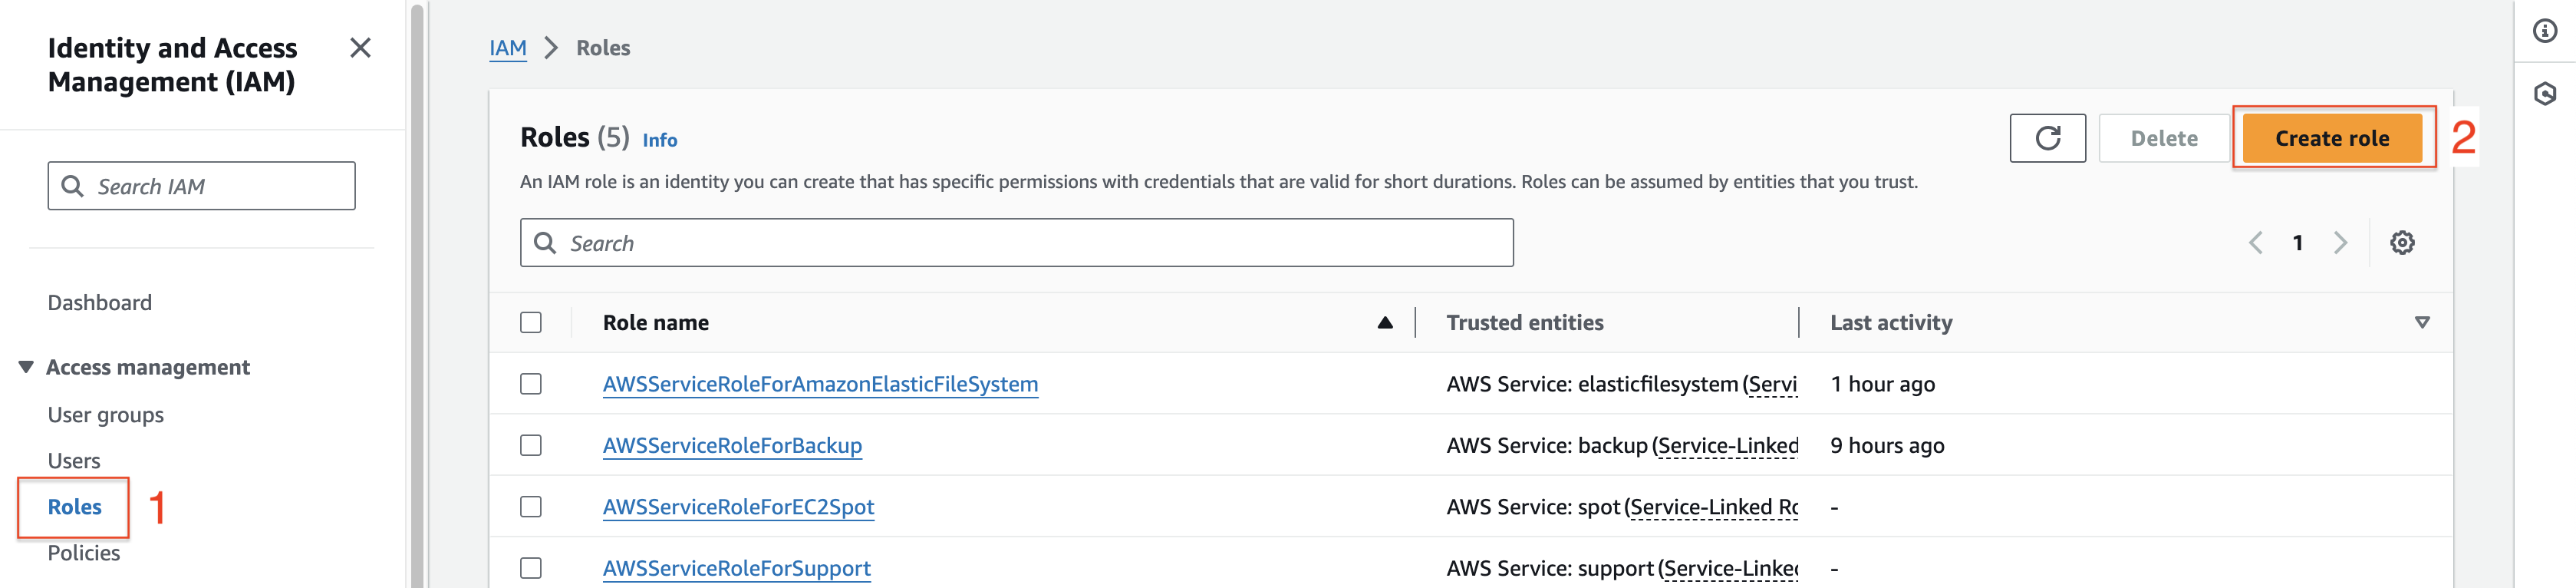 Identity and Access
Management (IAM)
Search IAM
Dashboard
Access management
User groups
Users
Roles 1
Policies
IAM Roles
Roles (5) Info
Delete
Create role 2
An IAM role is an identity you can create that has specific permissions with credentials that are valid for short durations. Roles can be assumed by entities that you trust.
Search
1
Role name Trusted entities Last activity
AWSServiceRoleForAmazonElasticFileSystem AWS Service: elasticfilesystem (Servi 1 hour ago
AWSServiceRoleForBackup AWS Service: backup (Service-Linked 9 hours ago
AWSServiceRoleForEC2Spot AWS Service: spot (Service-Linked Ro -
AWSServiceRoleForSupport AWS Service: support (Service-Linked -